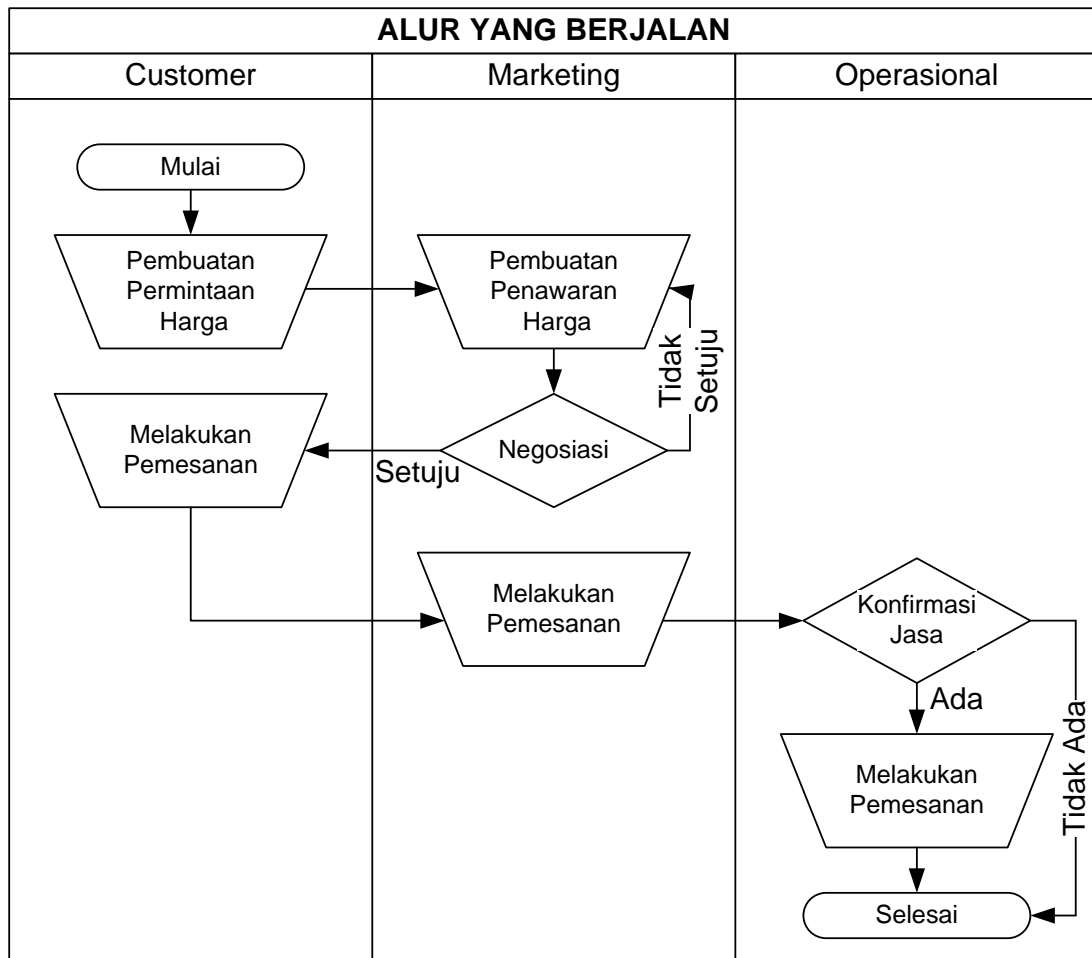 ALUR YANG BERJALAN
Customer
Marketing
Operasional
Mulai
Pembuatan
Permintaan
Harga
Pembuatan
Penawaran
Harga
Tidak
Setuju
Melakukan
Pemesanan
Setuju
Negosiasi
Melakukan
Pemesanan
Konfirmasi
Jasa
Ada
Tidak Ada
Melakukan
Pemesanan
Selesai